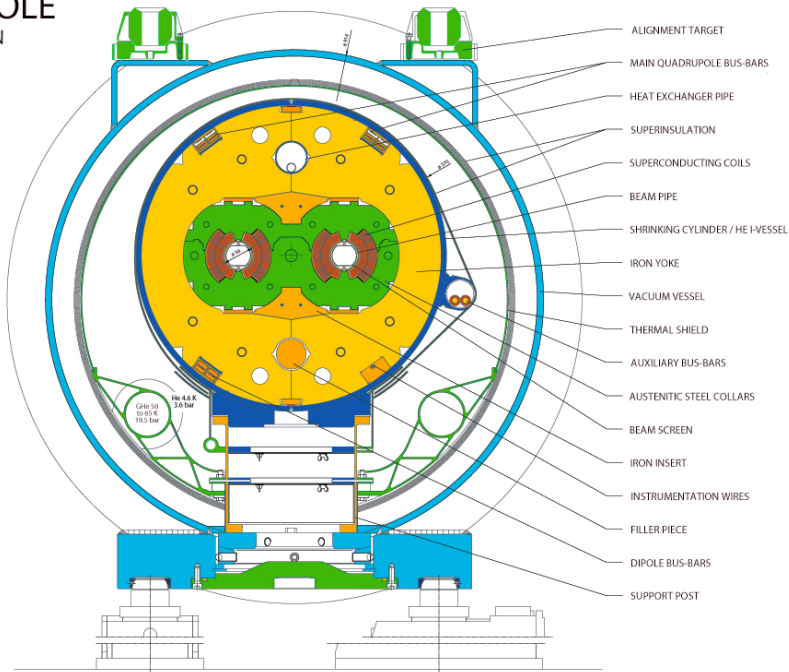 OLE
N
ALIGNMENT TARGET
MAIN QUADRUPOLE BUS-BARS
HEAT EXCHANGER PIPE
SUPERINSULATION
SUPERCONDUCTING COILS
BEAM PIPE
SHRINKING CYLINDER / HE I-VESSEL
IRON YOKE
VACUUM VESSEL
THERMAL SHIELD
AUXILIARY BUS-BARS
AUSTENITIC STEEL COLLARS
BEAM SCREEN
IRON INSERT
INSTRUMENTATION WIRES
FILLER PIECE
DIPOLE BUS-BARS
SUPPORT POST
He 4.6 K
3.6 bar
GHe 50
to 65 K
19.5 bar